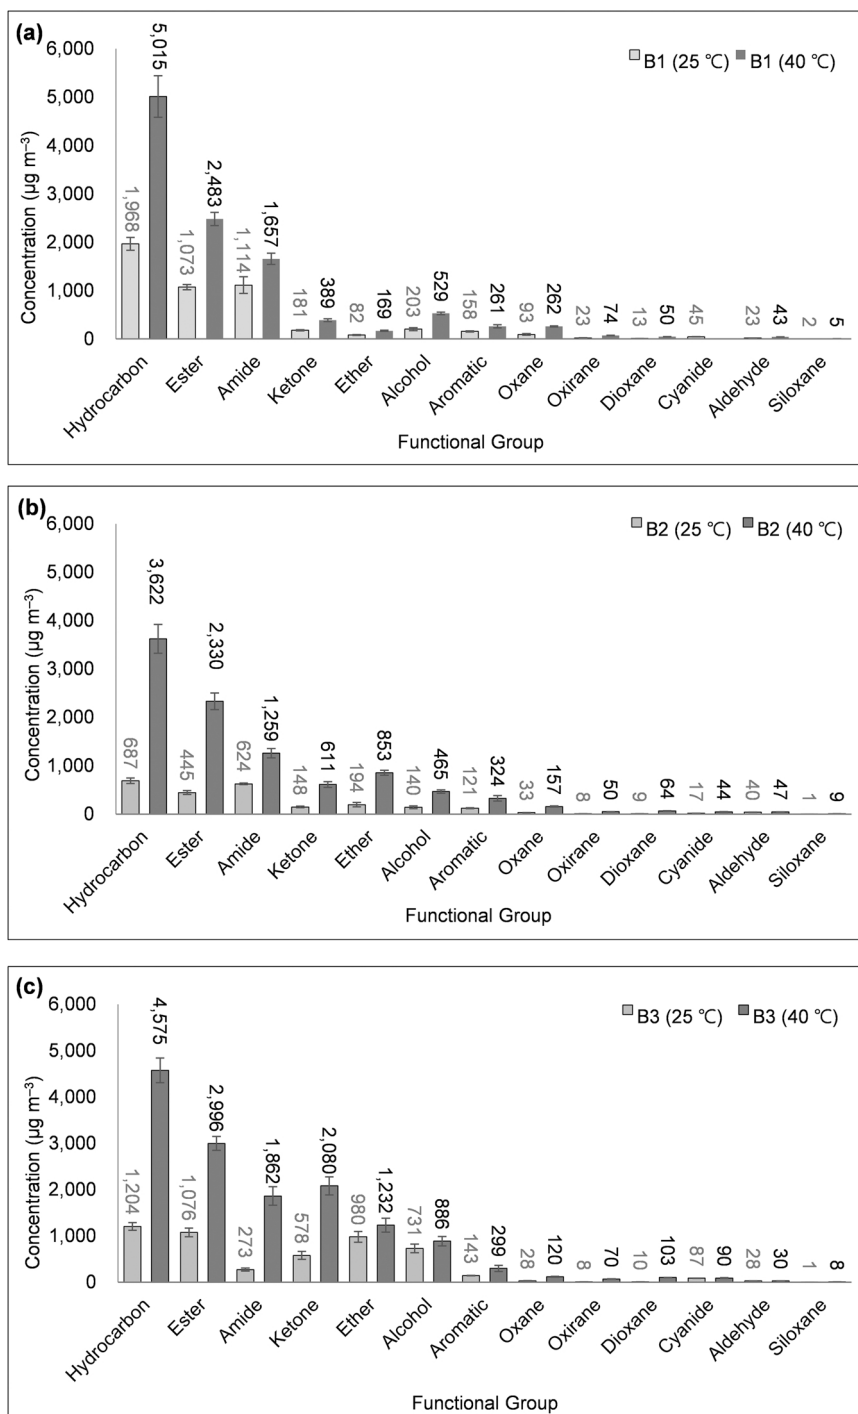 (a)
B1 (25 ℃) B1 (40 ℃)
Concentration (µg m⁻³)
6,000
5,000
4,000
3,000
2,000
1,000
0
1,968 5,015 1,073 2,483 1,114 1,657 181 389 82 169 203 529 158 261 93 262 23 74 13 50 45 23 43 2 5
Hydrocarbon Ester Amide Ketone Ether Alcohol Aromatic Oxane Oxirane Dioxane Cyanide Aldehyde Siloxane
Functional Group
(b)
B2 (25 ℃) B2 (40 ℃)
Concentration (µg m⁻³)
6,000
5,000
4,000
3,000
2,000
1,000
0
687 3,622 445 2,330 624 1,259 148 611 194 853 140 465 121 324 33 157 8 50 9 64 17 44 40 47 1 9
Hydrocarbon Ester Amide Ketone Ether Alcohol Aromatic Oxane Oxirane Dioxane Cyanide Aldehyde Siloxane
Functional Group
(c)
B3 (25 ℃) B3 (40 ℃)
Concentration (µg m⁻³)
6,000
5,000
4,000
3,000
2,000
1,000
0
1,204 4,575 1,076 2,996 273 1,862 578 2,080 980 1,232 731 886 143 299 28 120 8 70 10 103 87 90 28 30 1 8
Hydrocarbon Ester Amide Ketone Ether Alcohol Aromatic Oxane Oxirane Dioxane Cyanide Aldehyde Siloxane
Functional Group